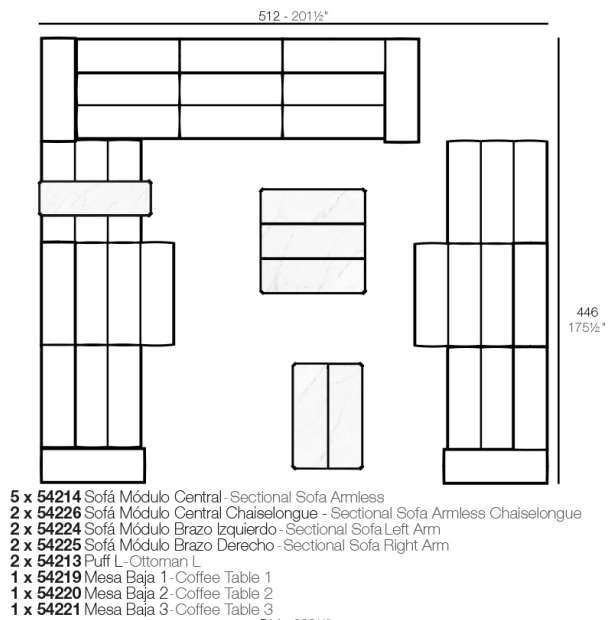 512 - 201½"
446
175½"
5 x 54214 Sofá Módulo Central - Sectional Sofa Armless
2 x 54226 Sofá Módulo Central Chaiselongue - Sectional Sofa Armless Chaiselongue
2 x 54224 Sofá Módulo Brazo Izquierdo - Sectional Sofa Left Arm
2 x 54225 Sofá Módulo Brazo Derecho - Sectional Sofa Right Arm
2 x 54213 Puff L - Ottoman L
1 x 54219 Mesa Baja 1 - Coffee Table 1
1 x 54220 Mesa Baja 2 - Coffee Table 2
1 x 54221 Mesa Baja 3 - Coffee Table 3